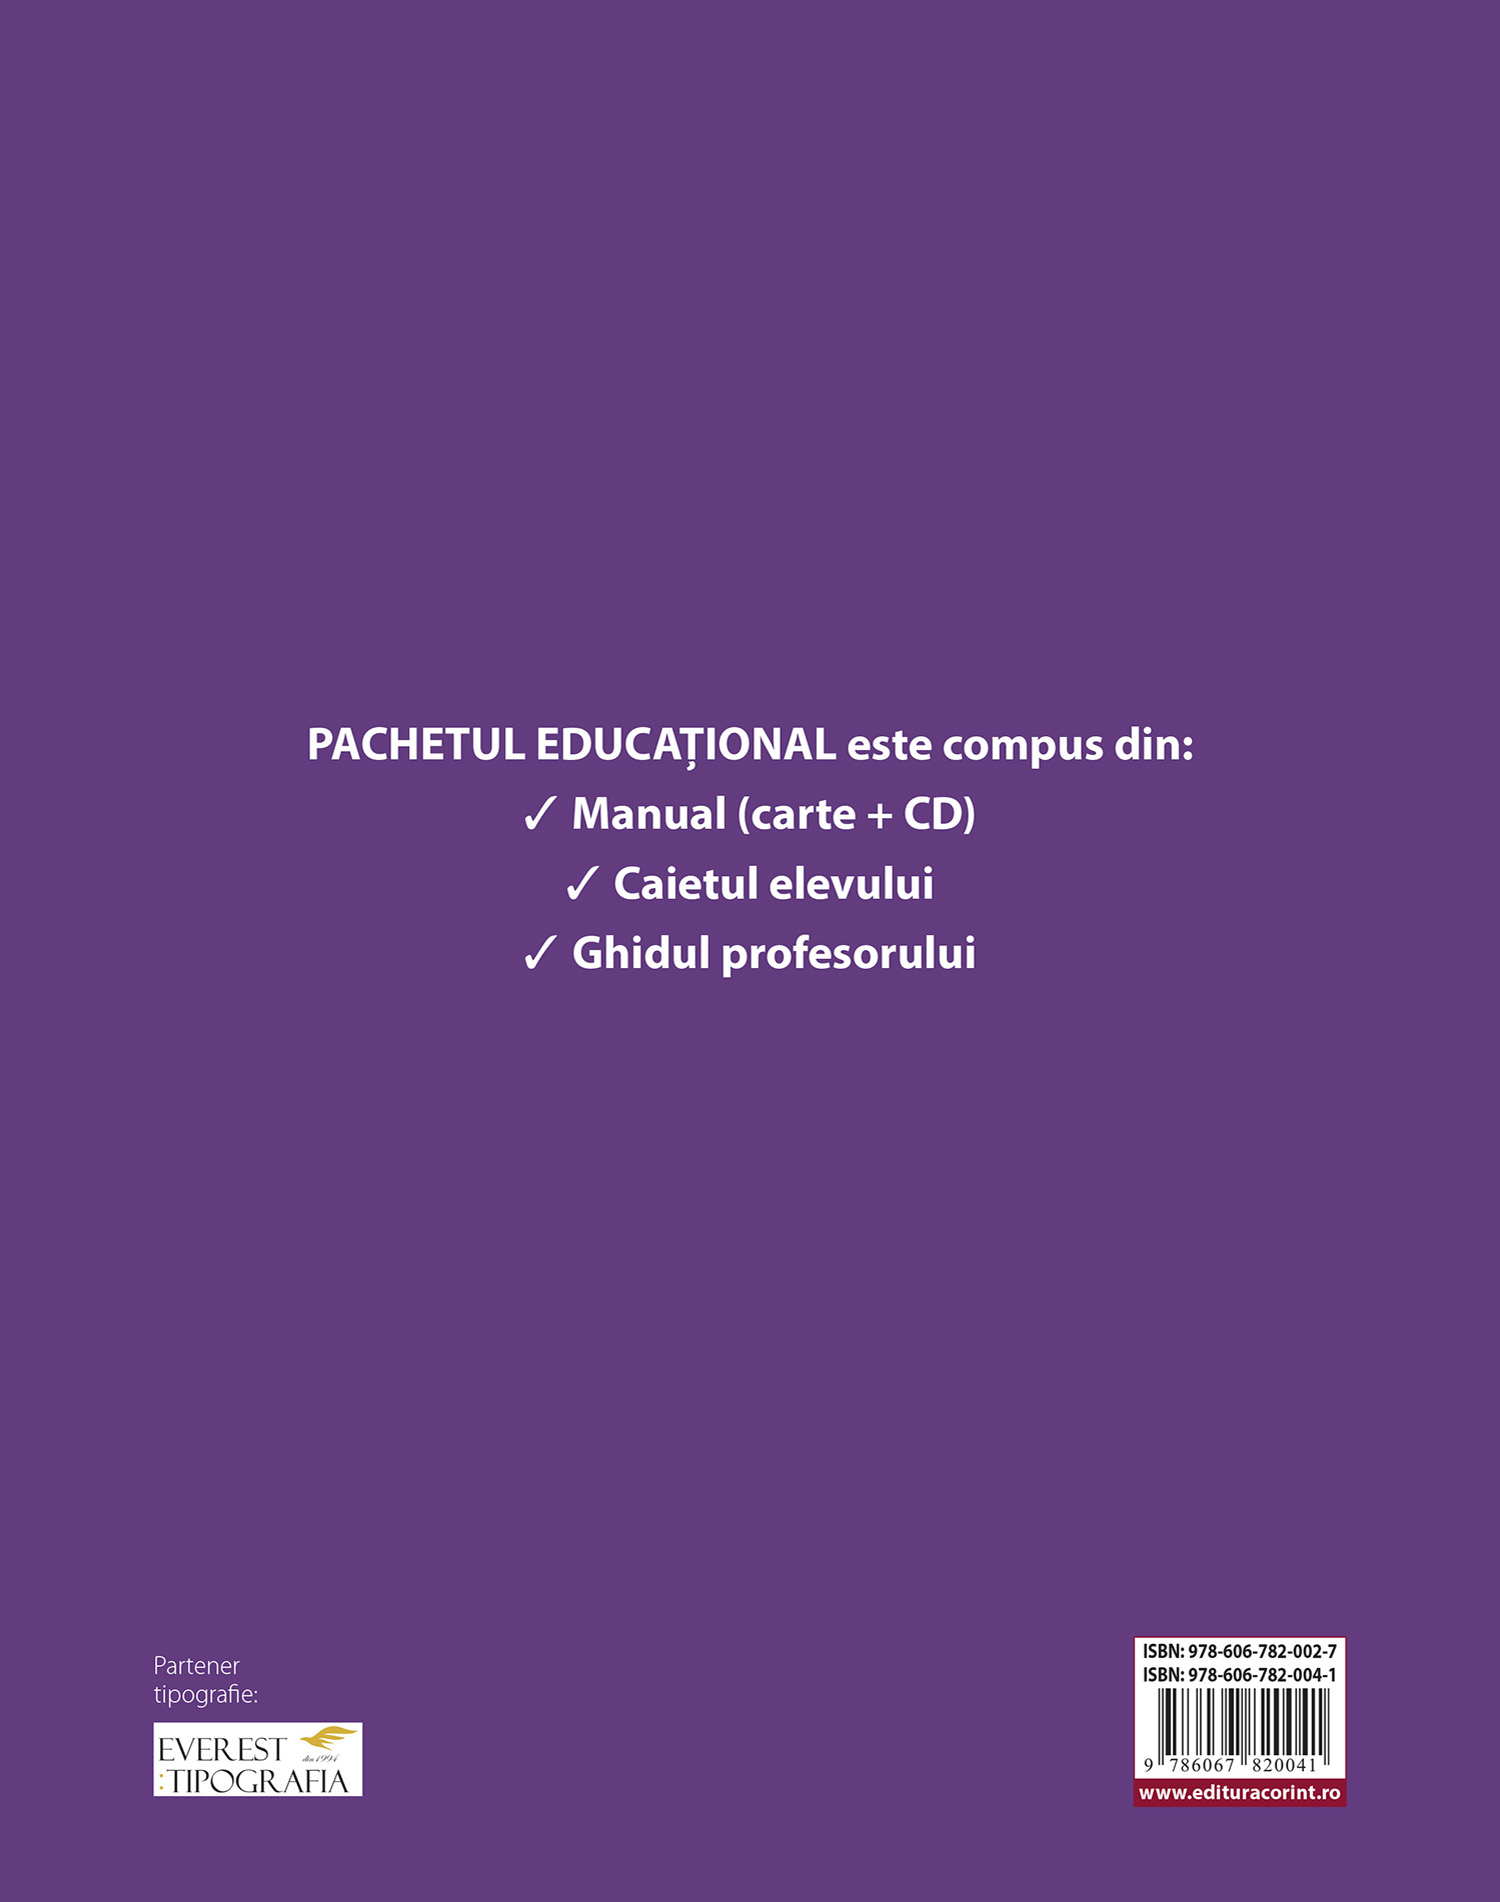 PACHETUL EDUCAȚIONAL este compus din:
✓ Manual (carte + CD)
✓ Caietul elevului
✓ Ghidul profesorului
Partener
tipografie:
EVEREST
din 1994
:TIPOGRAFIA
ISBN: 978-606-782-002-7
ISBN: 978-606-782-004-1
9 786067 820041
www.edituracorint.ro